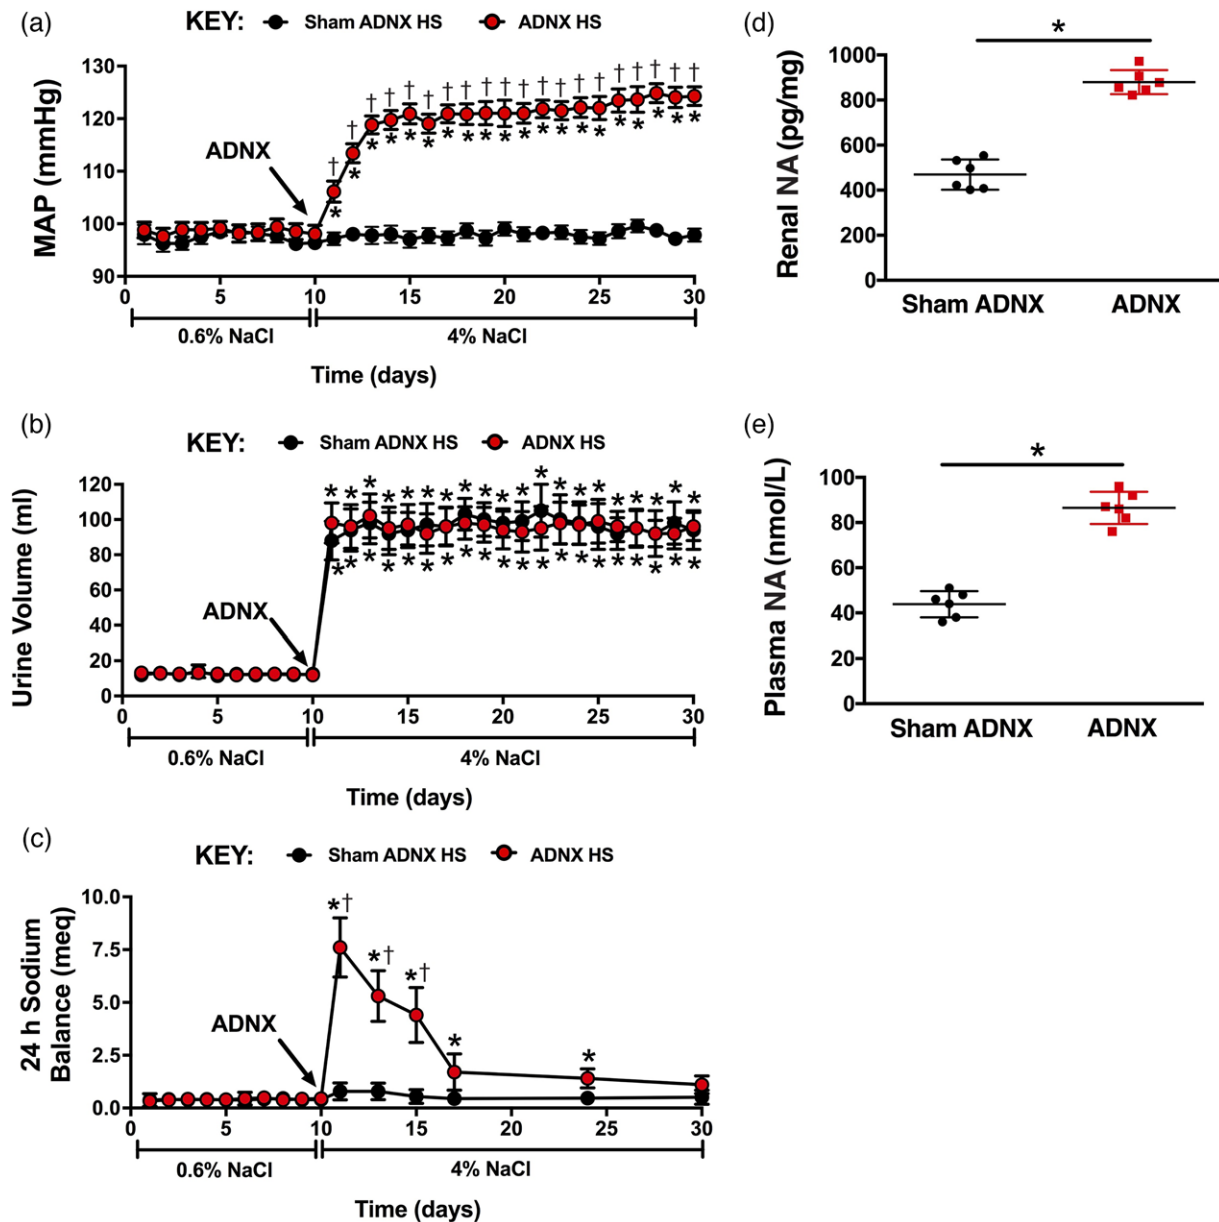 (a)
KEY: Sham ADNX HS ADNX HS
MAP (mmHg)
130
120
110
100
90
ADNX
† † † † † † † † † † † † † † † † † † † †
* * * * * * * * * * * * * * * * * * * *
0 5 10 15 20 25 30
0.6% NaCl 4% NaCl
Time (days)
(b)
KEY: Sham ADNX HS ADNX HS
Urine Volume (ml)
120
100
80
60
40
20
0
ADNX
* * * * * * * * * * * * * * * * * * * *
* * * * * * * * * * * * * * * * * * * *
0 5 10 15 20 25 30
0.6% NaCl 4% NaCl
Time (days)
(c)
KEY: Sham ADNX HS ADNX HS
24 h Sodium
Balance (meq)
10.0
7.5
5.0
2.5
0.0
ADNX
*† *† *† * *
0 5 10 15 20 25 30
0.6% NaCl 4% NaCl
Time (days)
(d)
*
Renal NA (pg/mg)
1000
800
600
400
200
0
Sham ADNX ADNX
(e)
*
Plasma NA (nmol/L)
100
80
60
40
20
0
Sham ADNX ADNX